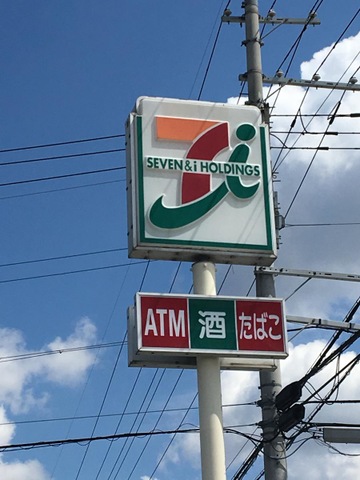 SEVEN&i HOLDINGS
ATM 酒 たばこ